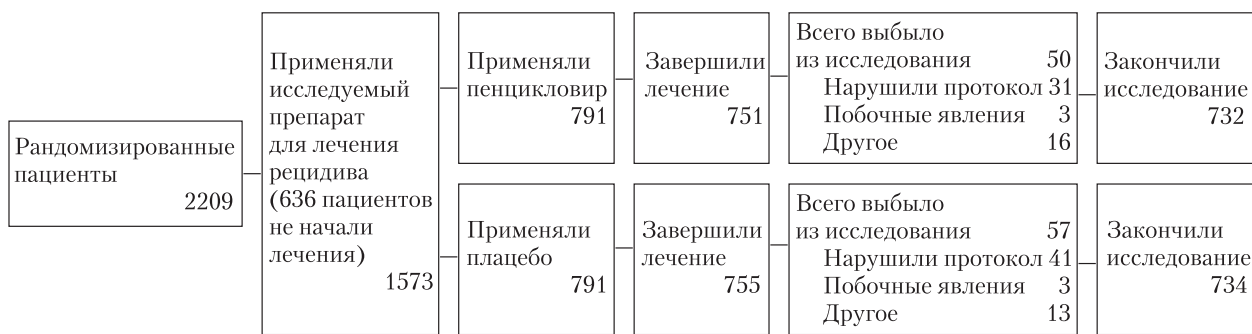 Рандомизированные
пациенты
2209
Применяли
исследуемый
препарат
для лечения
рецидива
(636 пациентов
не начали
лечения)
1573
Применяли
пенцикловир
791
Завершили
лечение
751
Всего выбыло
из исследования 50
Нарушили протокол 31
Побочные явления 3
Другое 16
Закончили
исследование
732
Применяли
плацебо
791
Завершили
лечение
755
Всего выбыло
из исследования 57
Нарушили протокол 41
Побочные явления 3
Другое 13
Закончили
исследование
734